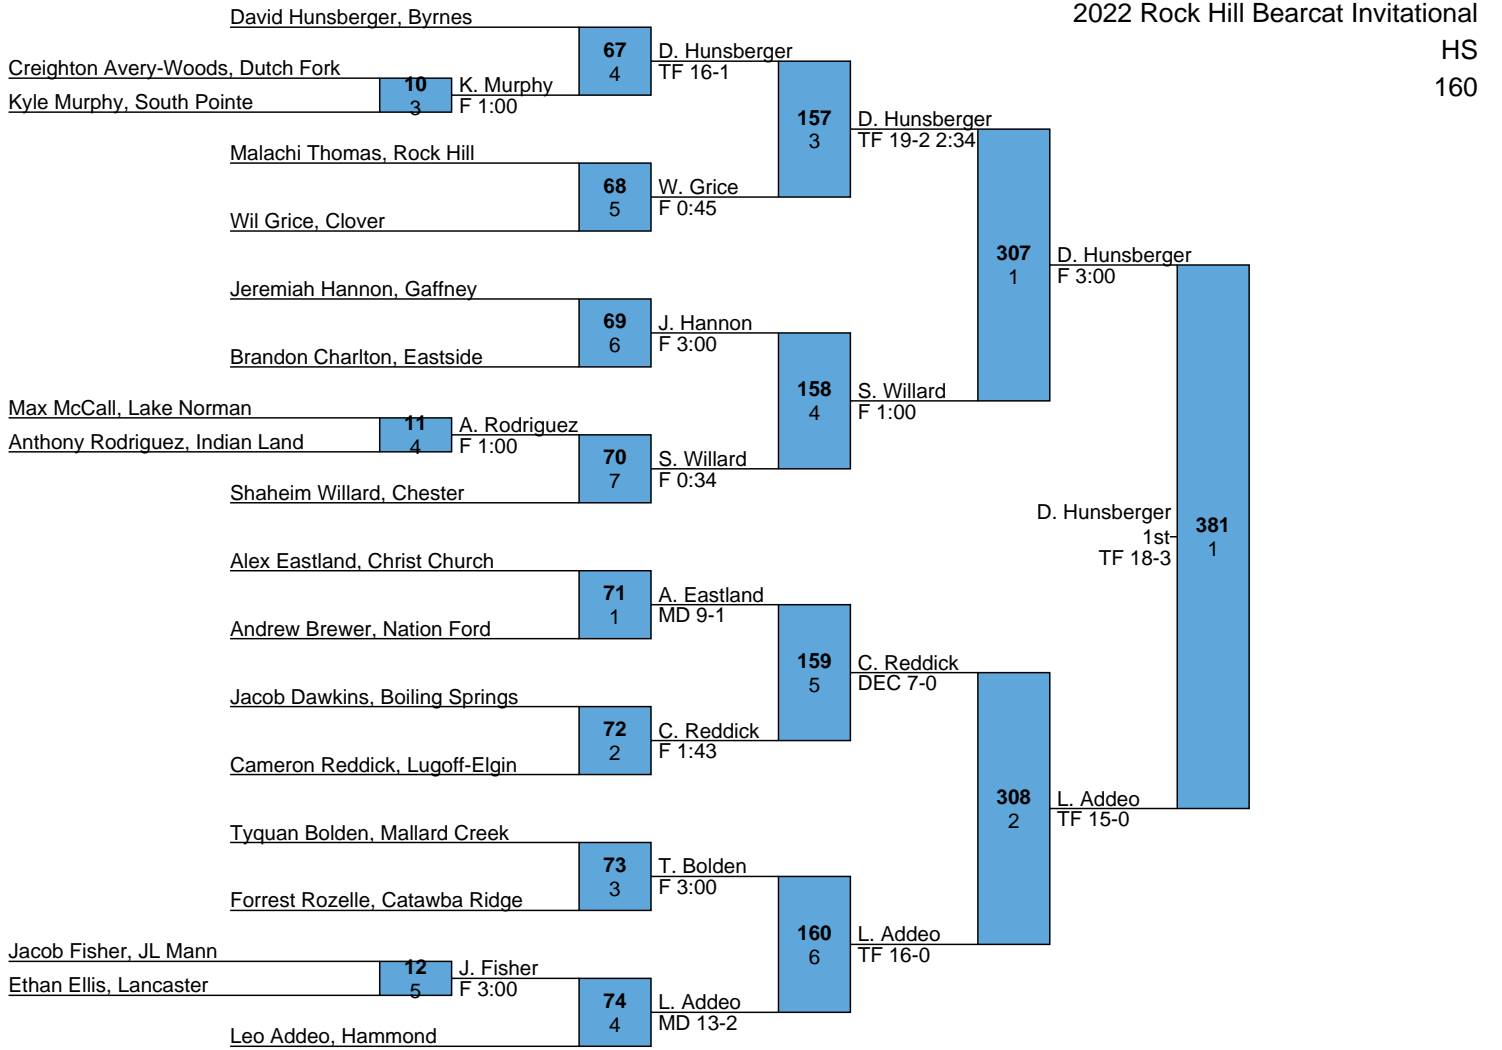 2022 Rock Hill Bearcat Invitational
HS
160
David Hunsberger, Byrnes
Creighton Avery-Woods, Dutch Fork
Kyle Murphy, South Pointe
10
3
K. Murphy
F 1:00
67
4
D. Hunsberger
TF 16-1
Malachi Thomas, Rock Hill
Wil Grice, Clover
68
5
W. Grice
F 0:45
157
3
D. Hunsberger
TF 19-2 2:34
Jeremiah Hannon, Gaffney
Brandon Charlton, Eastside
69
6
J. Hannon
F 3:00
Max McCall, Lake Norman
Anthony Rodriguez, Indian Land
11
4
A. Rodriguez
F 1:00
Shaheim Willard, Chester
70
7
S. Willard
F 0:34
158
4
S. Willard
F 1:00
307
1
D. Hunsberger
F 3:00
Alex Eastland, Christ Church
Andrew Brewer, Nation Ford
71
1
A. Eastland
MD 9-1
Jacob Dawkins, Boiling Springs
Cameron Reddick, Lugoff-Elgin
72
2
C. Reddick
F 1:43
159
5
C. Reddick
DEC 7-0
Tyquan Bolden, Mallard Creek
Forrest Rozelle, Catawba Ridge
73
3
T. Bolden
F 3:00
Jacob Fisher, JL Mann
Ethan Ellis, Lancaster
12
5
J. Fisher
F 3:00
Leo Addeo, Hammond
74
4
L. Addeo
MD 13-2
160
6
L. Addeo
TF 16-0
308
2
L. Addeo
TF 15-0
D. Hunsberger
1st
TF 18-3
381
1